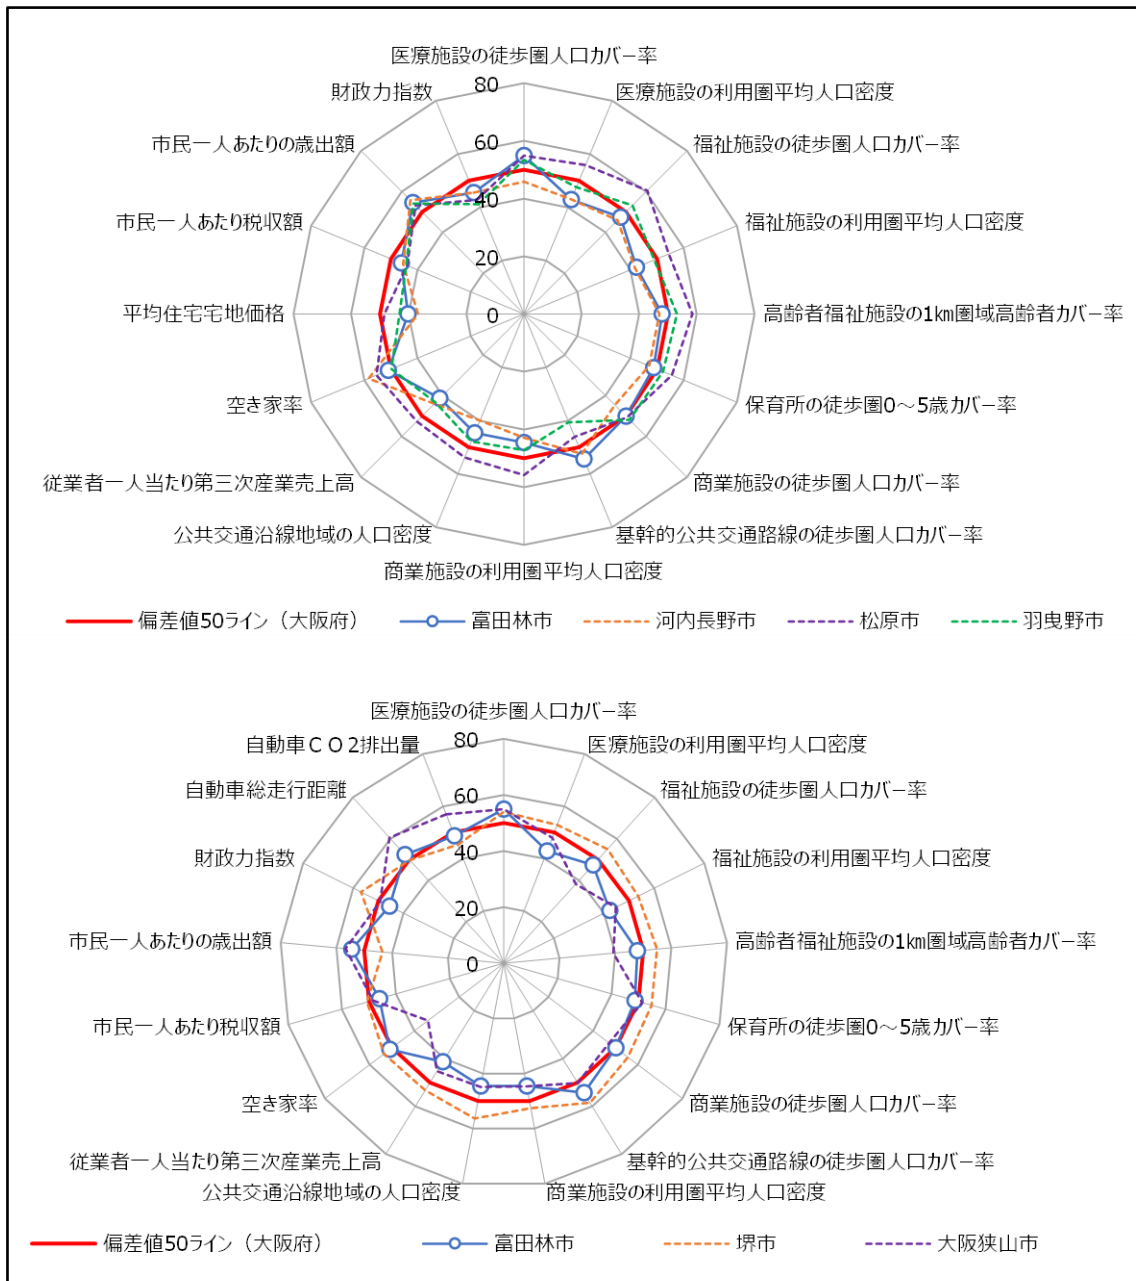 医療施設の徒歩圏人口カバー率
80
財政力指数
医療施設の利用圏平均人口密度
市民一人あたりの歳出額
60
福祉施設の徒歩圏人口カバー率
市民一人あたり税収額
40
福祉施設の利用圏平均人口密度
20
平均住宅宅地価格
0
高齢者福祉施設の1km圏域高齢者カバー率
空き家率
保育所の徒歩圏0～5歳カバー率
従業者一人当たり第三次産業売上高
商業施設の徒歩圏人口カバー率
公共交通沿線地域の人口密度
基幹的公共交通路線の徒歩圏人口カバー率
商業施設の利用圏平均人口密度
偏差値50ライン（大阪府） 富田林市 河内長野市 松原市 羽曳野市
医療施設の徒歩圏人口カバー率
自動車ＣＯ2排出量
80
医療施設の利用圏平均人口密度
自動車総走行距離
60
福祉施設の徒歩圏人口カバー率
財政力指数
40
福祉施設の利用圏平均人口密度
市民一人あたりの歳出額
20
高齢者福祉施設の1km圏域高齢者カバー率
0
市民一人あたり税収額
保育所の徒歩圏0～5歳カバー率
空き家率
商業施設の徒歩圏人口カバー率
従業者一人当たり第三次産業売上高
基幹的公共交通路線の徒歩圏人口カバー率
公共交通沿線地域の人口密度
商業施設の利用圏平均人口密度
偏差値50ライン（大阪府） 富田林市 堺市 大阪狭山市